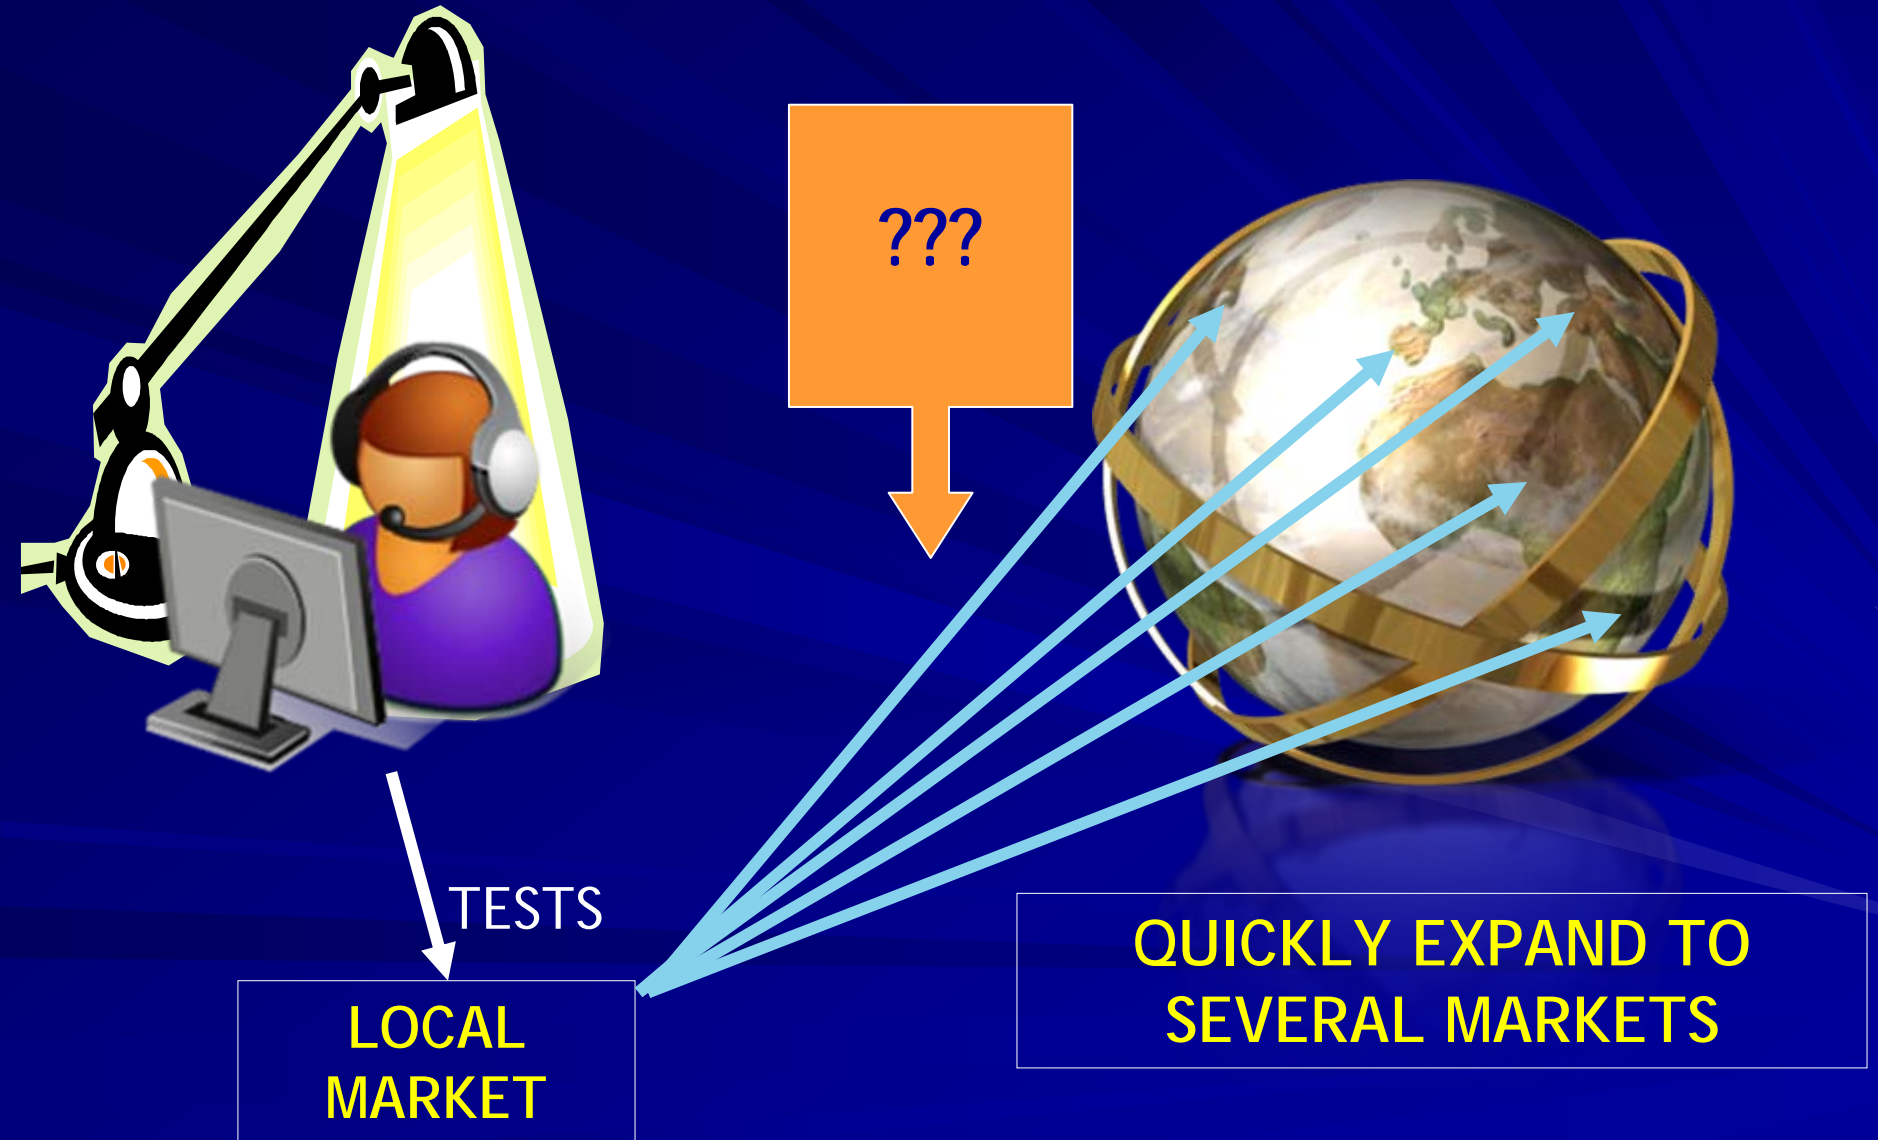 ???
TESTS
LOCAL
MARKET
QUICKLY EXPAND TO
SEVERAL MARKETS